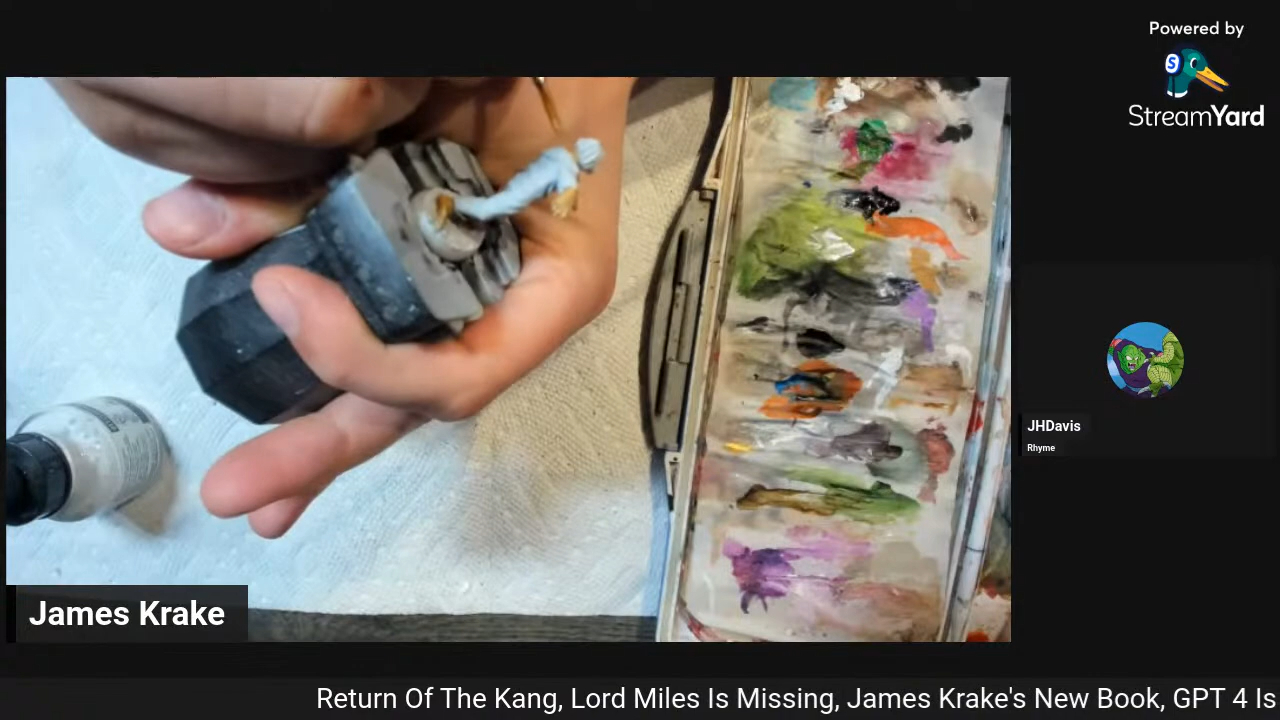 Powered by
S
StreamYard
JHDavis
Rhyme
James Krake
Return Of The Kang, Lord Miles Is Missing, James Krake's New Book, GPT 4 Is